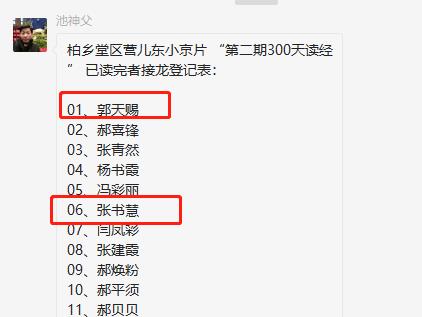 池神父
柏乡堂区营儿东小京片 “第二期300天读经
” 已读完者接龙登记表：
01、郭天赐
02、郝喜锋
03、张青然
04、杨书霞
05、冯彩丽
06、张书慧
07、闫凤彩
08、张建霞
09、郝焕粉
10、郝平须
11、郝贝贝